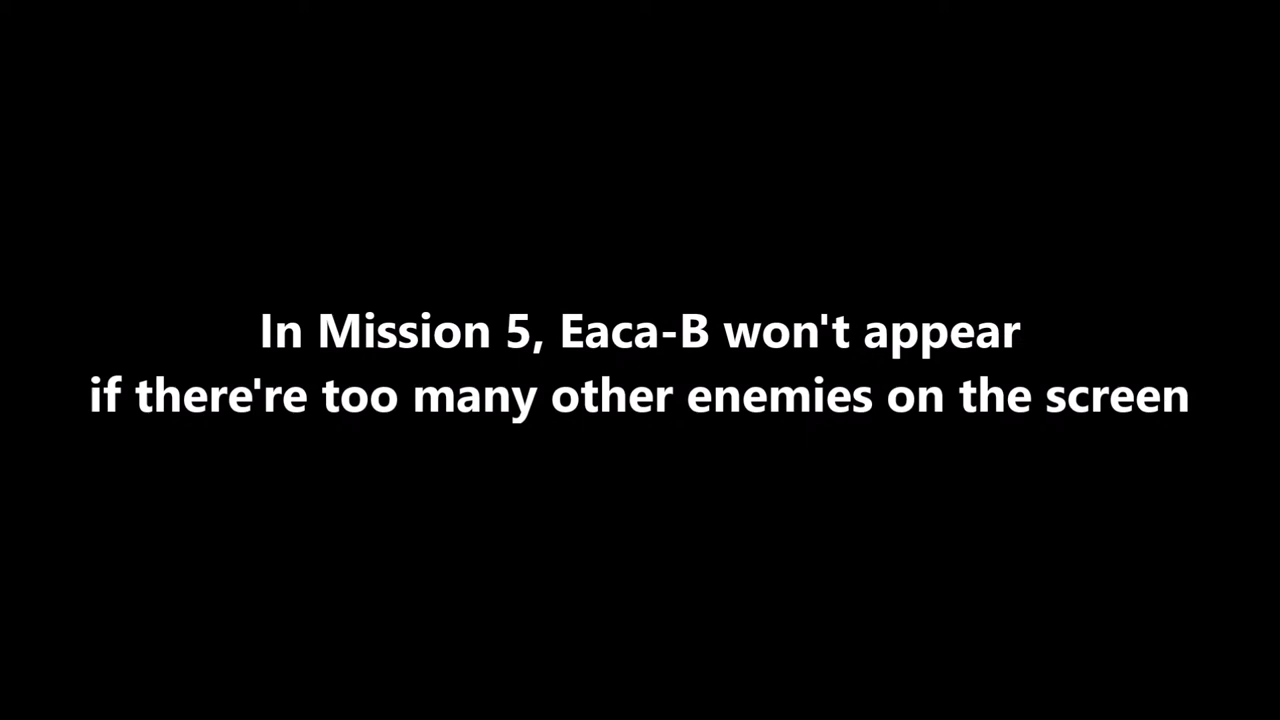 In Mission 5, Eaca-B won't appear
if there're too many other enemies on the screen